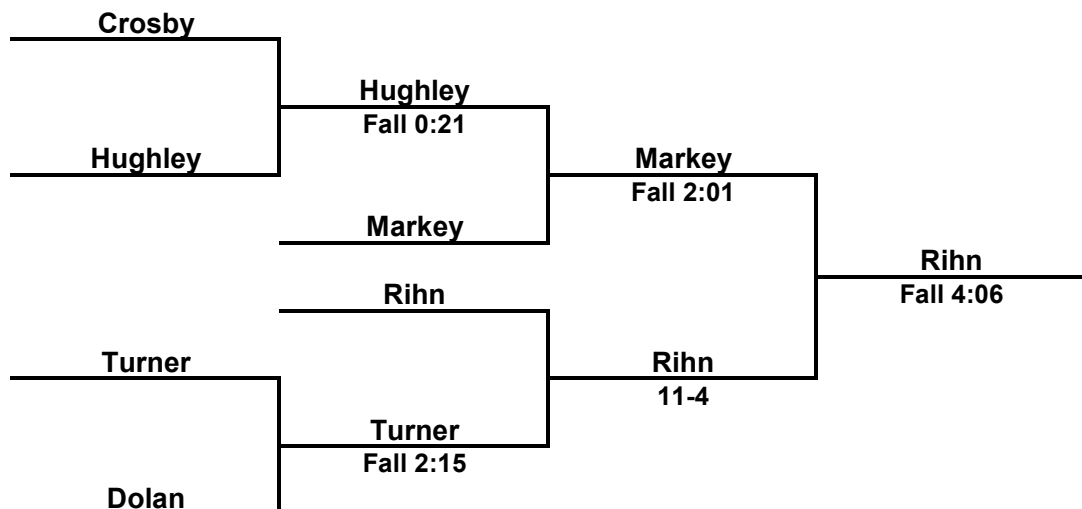 Crosby
Hughley
Fall 0:21
Hughley
Markey
Fall 2:01
Markey
Rihn
Fall 4:06
Rihn
Turner
Rihn
11-4
Turner
Fall 2:15
Dolan